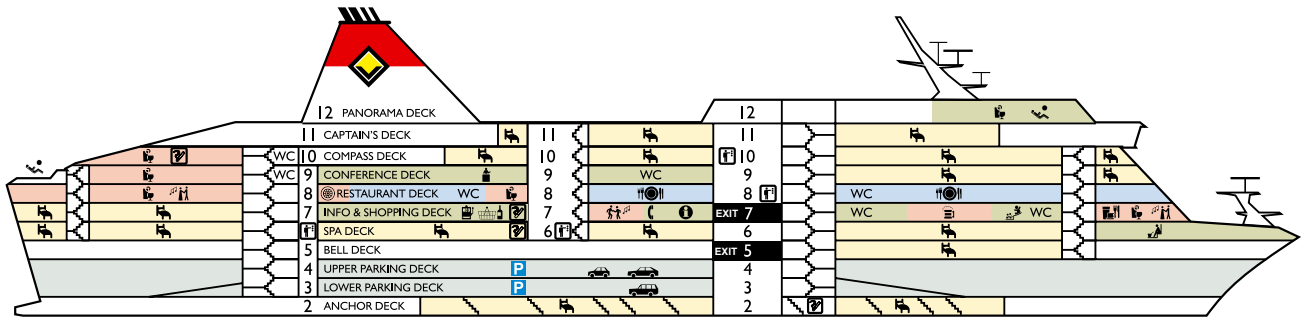 12 PANORAMA DECK 12
11 CAPTAIN'S DECK 11 11
WC 10 COMPASS DECK 10 10
WC 9 CONFERENCE DECK 9 WC 9
8 RESTAURANT DECK WC 8 8 WC
7 INFO & SHOPPING DECK 7 i EXIT 7 WC WC
SPA DECK 6 6
5 BELL DECK EXIT 5
4 UPPER PARKING DECK P 4
3 LOWER PARKING DECK P 3
2 ANCHOR DECK 2